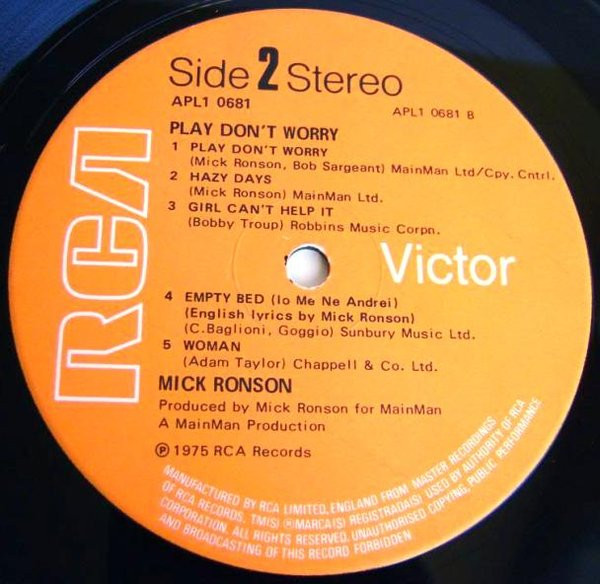 Side 2 Stereo
APL1 0681
APL1 0681 B
PLAY DON'T WORRY
1 PLAY DON'T WORRY
(Mick Ronson, Bob Sargeant) MainMan Ltd/Cpy. Cntrl.
2 HAZY DAYS
(Mick Ronson) MainMan Ltd.
3 GIRL CAN'T HELP IT
(Bobby Troup) Robbins Music Corpn.
RCA
Victor
4 EMPTY BED (Io Me Ne Andrei)
(English lyrics by Mick Ronson)
(C.Baglioni, Goggio) Sunbury Music Ltd.
5 WOMAN
(Adam Taylor) Chappell & Co. Ltd.
MICK RONSON
Produced by Mick Ronson for MainMan
A MainMan Production
℗ 1975 RCA Records
MANUFACTURED BY RCA LIMITED, ENGLAND FROM MASTER RECORDINGS
OF RCA RECORDS. TM(S) ® MARCA(S) REGISTRADA(S) USED BY AUTHORITY OF RCA
CORPORATION. ALL RIGHTS RESERVED. UNAUTHORISED COPYING, PUBLIC PERFORMANCE
AND BROADCASTING OF THIS RECORD FORBIDDEN